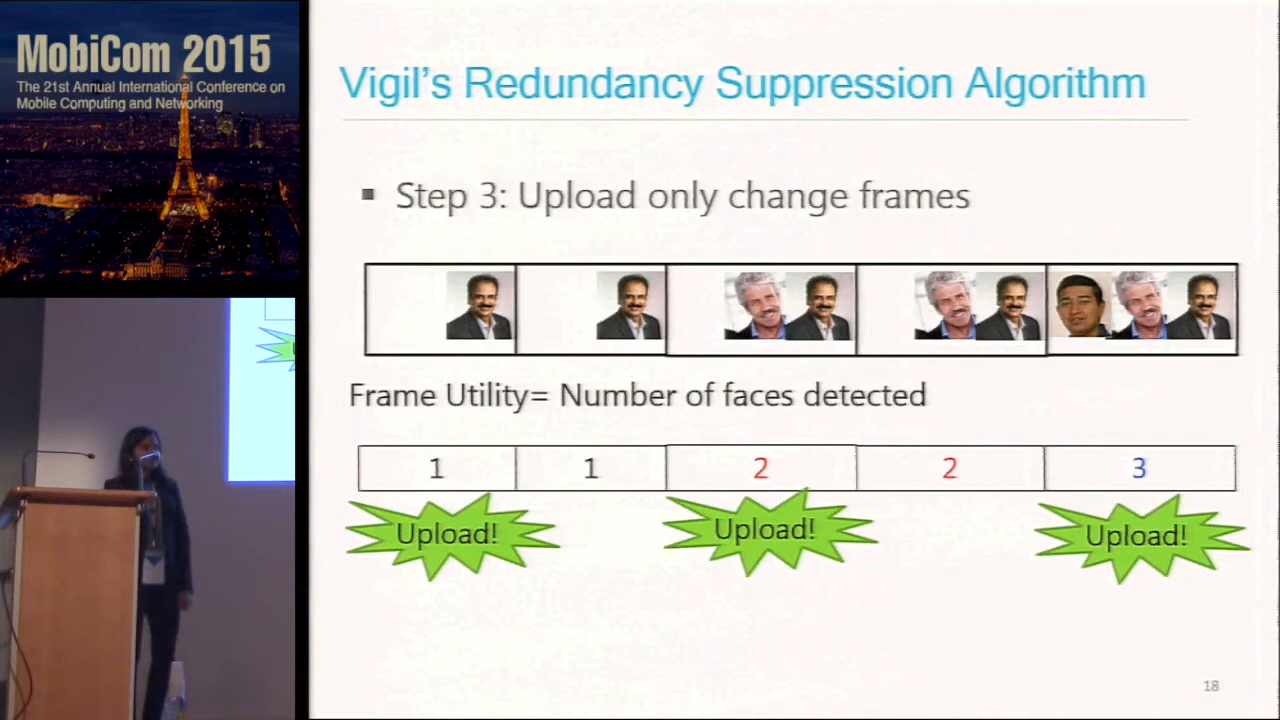 MobiCom 2015
The 21st Annual International Conference on
Mobile Computing and Networking
Vigil's Redundancy Suppression Algorithm
▪ Step 3: Upload only change frames
Frame Utility= Number of faces detected
1 1 2 2 3
Upload! Upload! Upload!
18